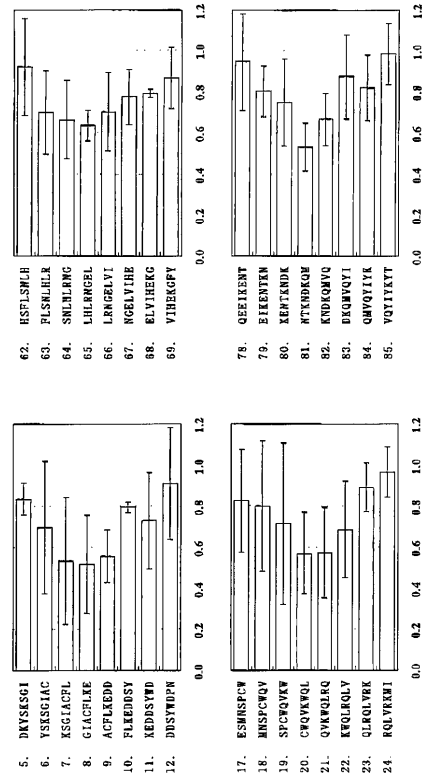 62. HSFLSNLH
63. FLSNLHLR
64. SNLHLRNG
65. LHLRNGEL
66. LRNGELVI
67. NGELVIHE
68. ELVIHEKG
69. VIHEKGFY
0.0 0.2 0.4 0.6 0.8 1.0 1.2
78. QEEIKENT
79. EIKENTKN
80. KENTKNDK
81. NTKNDKQM
82. KNDKQMVQ
83. DKQMVQYI
84. QMVQYIYK
85. VQYIYKYT
0.0 0.2 0.4 0.6 0.8 1.0 1.2
5. DKYSKSGI
6. YSKSGIAC
7. KSGIACFL
8. GIACFLKE
9. ACFLKEDD
10. FLKEDDSY
11. KEDDSYWD
12. DDSYWDPN
0.0 0.2 0.4 0.6 0.8 1.0 1.2
17. ESMNSPCW
18. MNSPCWQV
19. SPCWQVKW
20. CWQVKWQL
21. QVKWQLRQ
22. KWQLRQLV
23. QLRQLVRK
24. RQLVRKMI
0.0 0.2 0.4 0.6 0.8 1.0 1.2